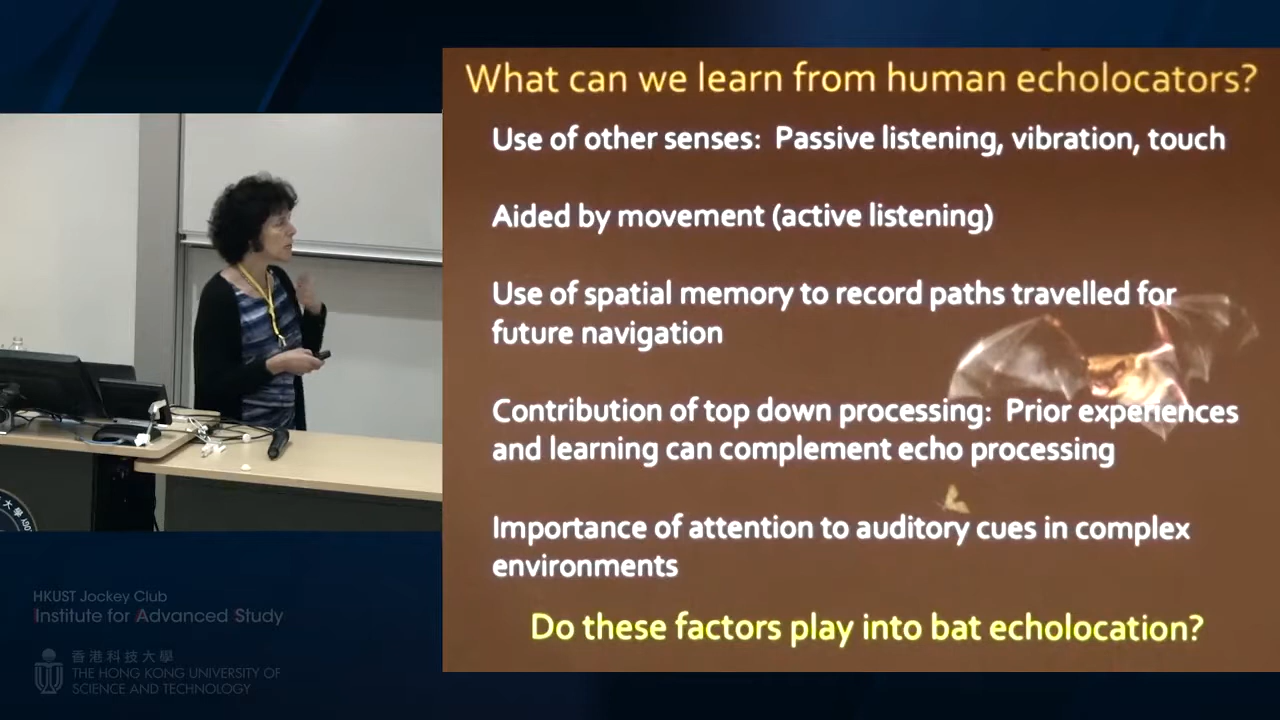 What can we learn from human echolocators?
Use of other senses: Passive listening, vibration, touch
Aided by movement (active listening)
Use of spatial memory to record paths travelled for
future navigation
Contribution of top down processing: Prior experiences
and learning can complement echo processing
Importance of attention to auditory cues in complex
environments
Do these factors play into bat echolocation?
HKUST Jockey Club
Institute for Advanced Study
香港科技大學
THE HONG KONG UNIVERSITY OF
SCIENCE AND TECHNOLOGY